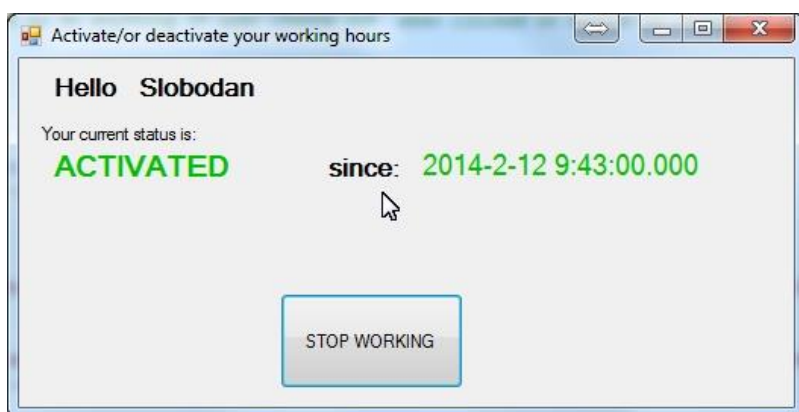 Activate/or deactivate your working hours
Hello Slobodan
Your current status is:
ACTIVATED since: 2014-2-12 9:43:00.000
STOP WORKING